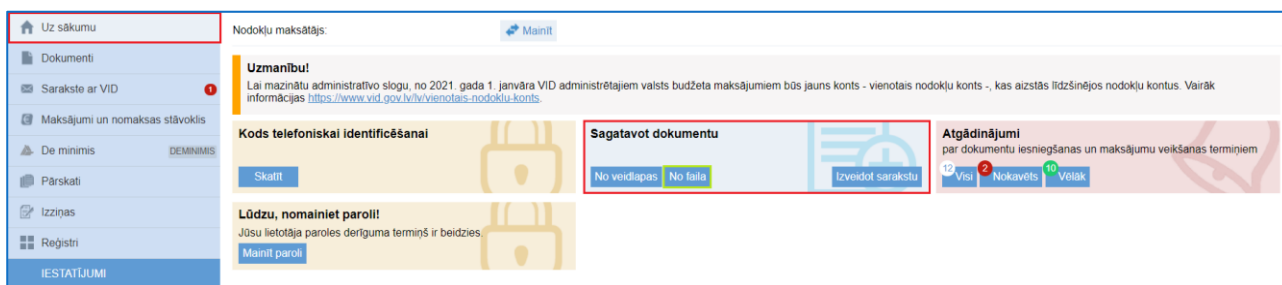 Uz sākumu
Dokumenti
Sarakste ar VID
1
Maksājumi un nomaksas stāvoklis
De minimis
DEMINIMIS
Pārskati
Izziņas
Reģistri
IESTATĪJUMI
Nodokļu maksātājs:
Mainīt
Uzmanību!
Lai mazinātu administratīvo slogu, no 2021. gada 1. janvāra VID administrētajiem valsts budžeta maksājumiem būs jauns konts - vienotais nodokļu konts -, kas aizstās līdzšinējos nodokļu kontus. Vairāk
informācijas https://www.vid.gov.lv/lv/vienotais-nodoklu-konts.
Kods telefoniskai identificēšanai
Skatīt
Sagatavot dokumentu
No veidlapas
No faila
Izveidot sarakstu
Atgādinājumi
par dokumentu iesniegšanas un maksājumu veikšanas termiņiem
12
Visi
2
Nokavēts
10
Vēlāk
Lūdzu, nomainiet paroli!
Jūsu lietotāja paroles derīguma termiņš ir beidzies.
Mainīt paroli